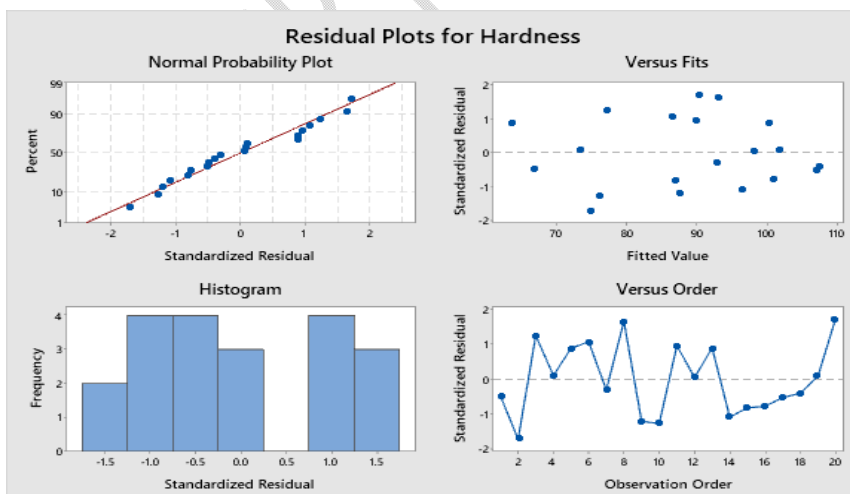 Residual Plots for Hardness
Normal Probability Plot
Versus Fits
99
90
50
10
1
Percent
-2 -1 0 1 2
Standardized Residual
2
1
0
-1
-2
Standardized Residual
70 80 90 100 110
Fitted Value
Histogram
Versus Order
4
3
2
1
0
Frequency
-1.5 -1.0 -0.5 0.0 0.5 1.0 1.5
Standardized Residual
2
1
0
-1
-2
Standardized Residual
2 4 6 8 10 12 14 16 18 20
Observation Order